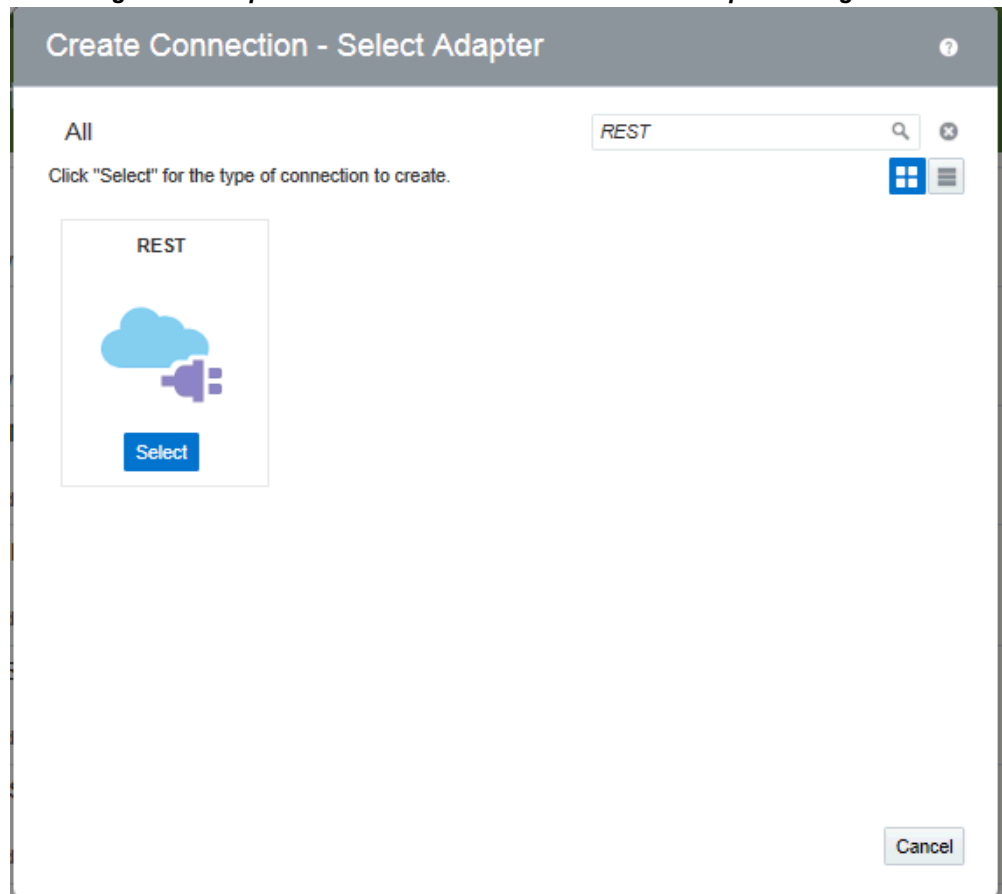 Create Connection - Select Adapter
All
REST
Click "Select" for the type of connection to create.
REST
Select
Cancel